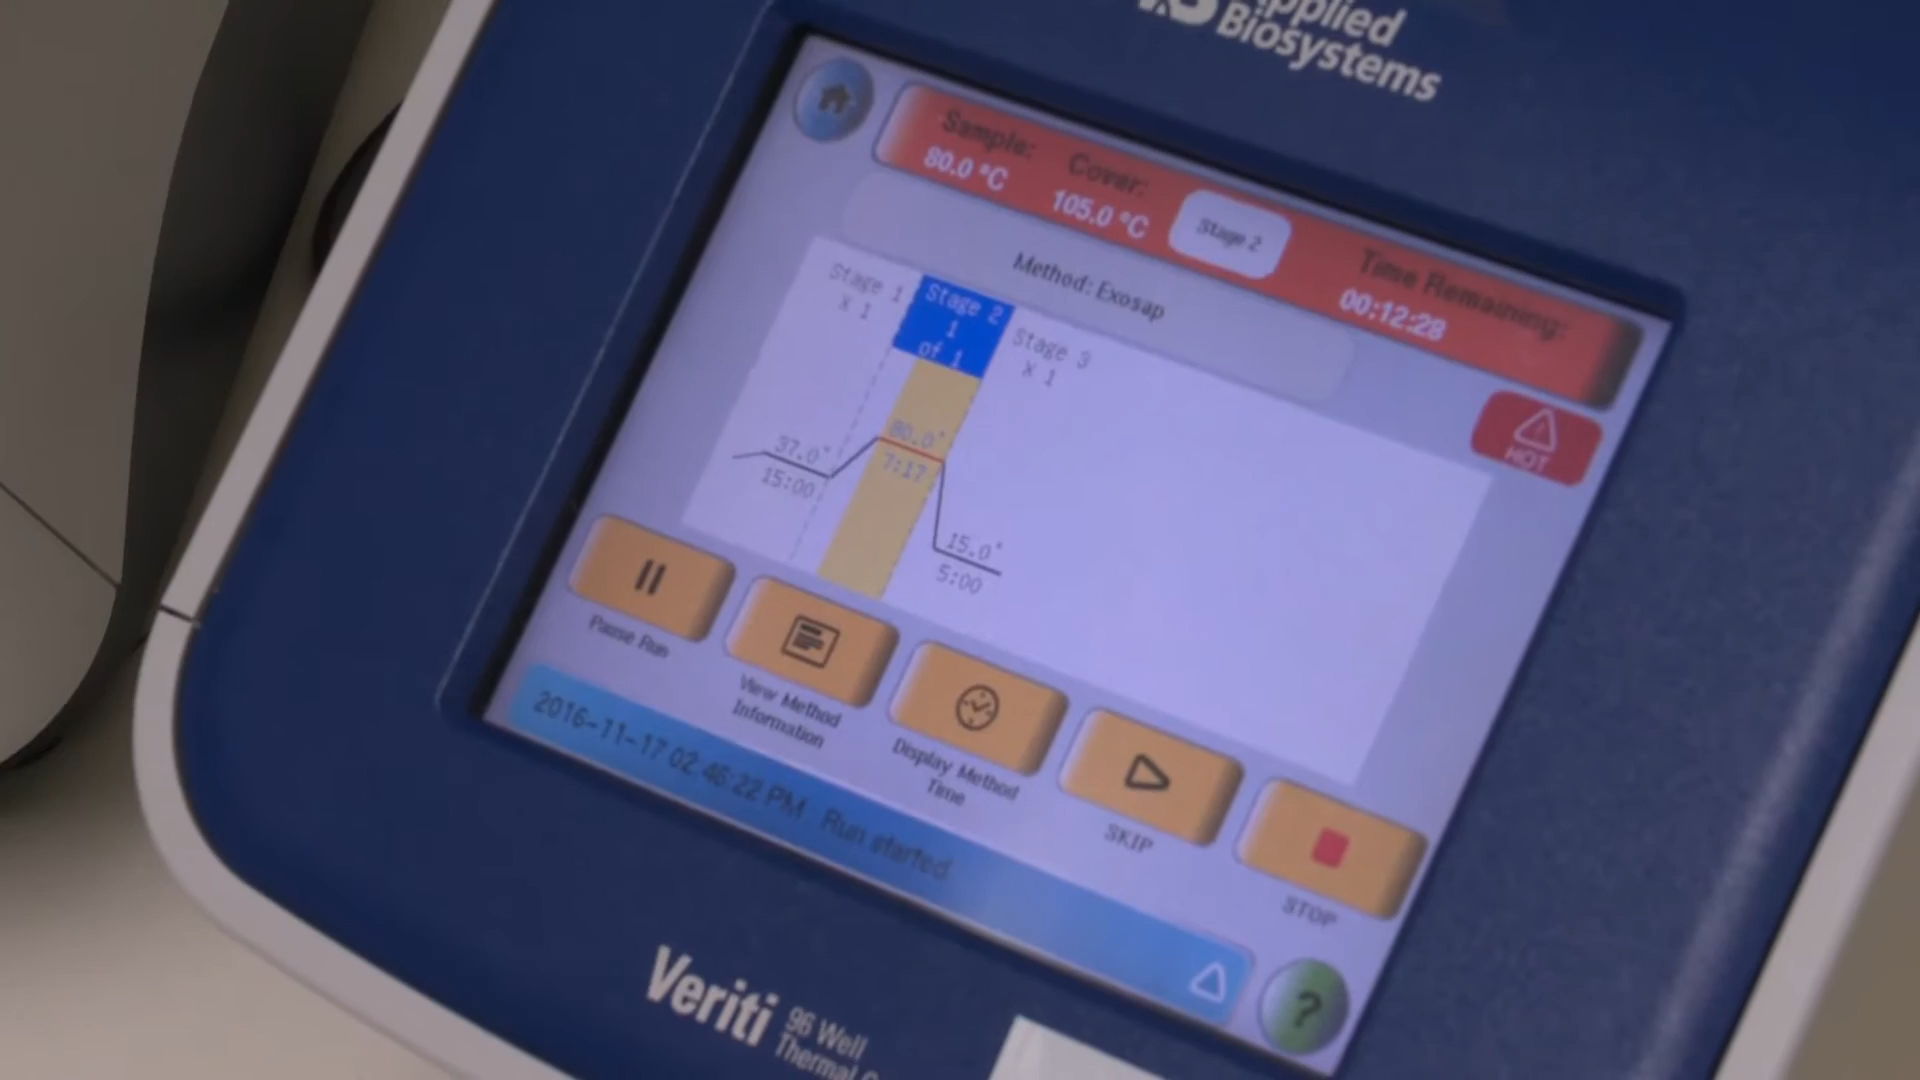 Applied
Biosystems
Sample:
80.0 °C
Cover:
105.0 °C
Stage 2
Time Remaining:
00:12:28
Method: Exosap
Stage 1
x 1
Stage 2
1
of 1
Stage 3
x 1
HOT
37.0°
15:00
80.0°
7:17
15.0°
5:00
Pause Run
View Method
Information
Display Method
Time
SKIP
STOP
2016-11-17 02:46:22 PM Run started
?
Veriti
96 Well
Thermal